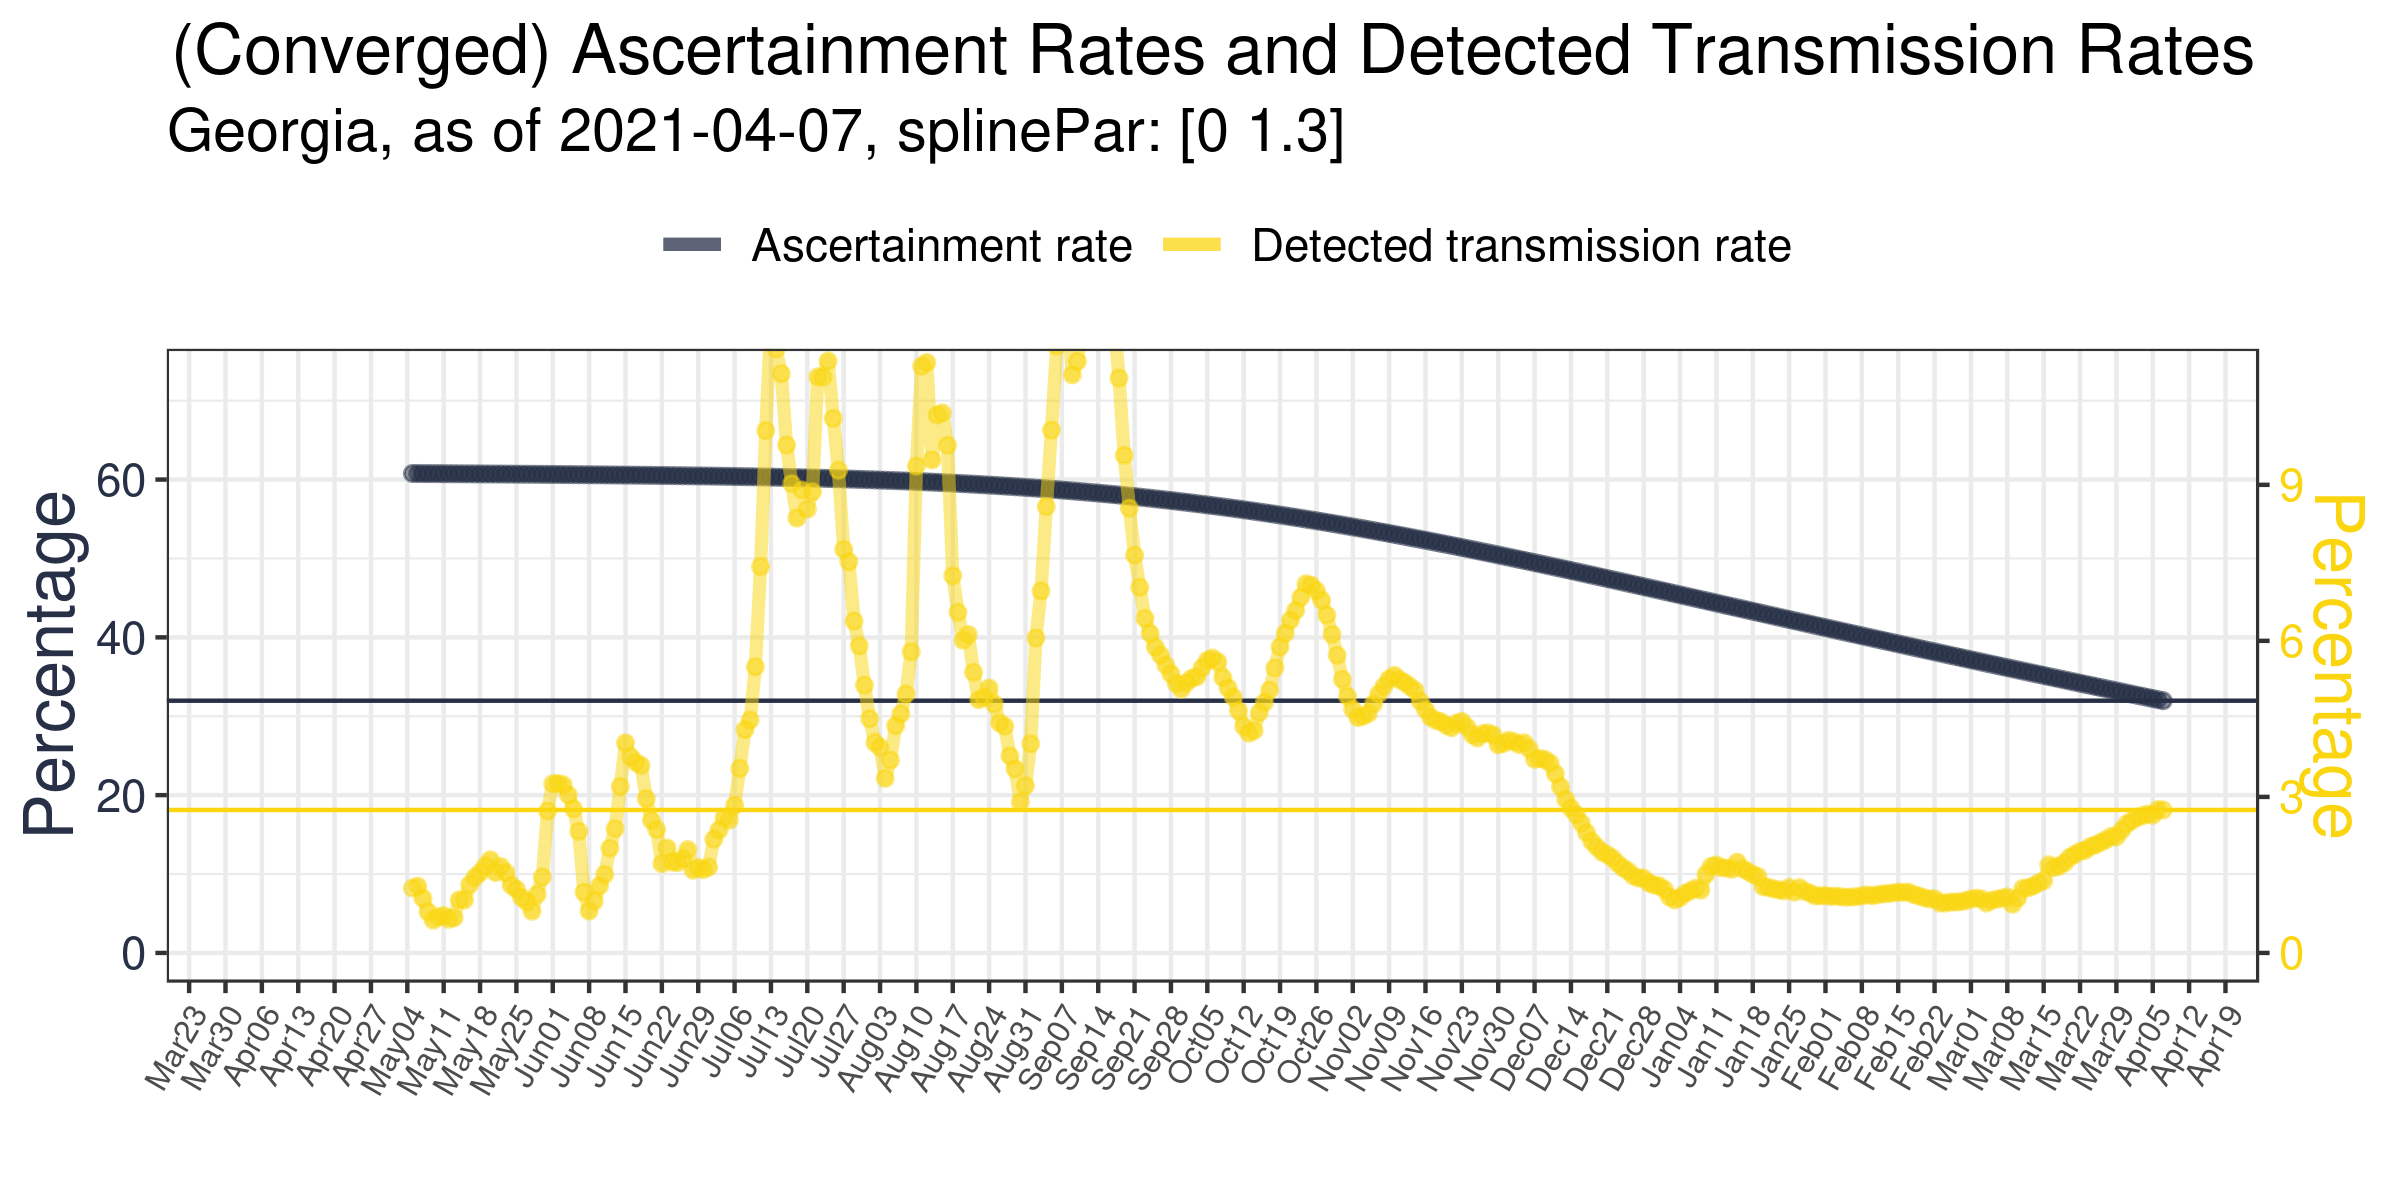 (Converged) Ascertainment Rates and Detected Transmission Rates
Georgia, as of 2021-04-07, splinePar: [0 1.3]
Ascertainment rate Detected transmission rate
Percentage
60
40
20
0
9
6
3
0
Percentage
Mar23 Mar30 Apr06 Apr13 Apr20 Apr27 May04 May11 May18 May25 Jun01 Jun08 Jun15 Jun22 Jun29 Jul06 Jul13 Jul20 Jul27 Aug03 Aug10 Aug17 Aug24 Aug31 Sep07 Sep14 Sep21 Sep28 Oct05 Oct12 Oct19 Oct26 Nov02 Nov09 Nov16 Nov23 Nov30 Dec07 Dec14 Dec21 Dec28 Jan04 Jan11 Jan18 Jan25 Feb01 Feb08 Feb15 Feb22 Mar01 Mar08 Mar15 Mar22 Mar29 Apr05 Apr12 Apr19